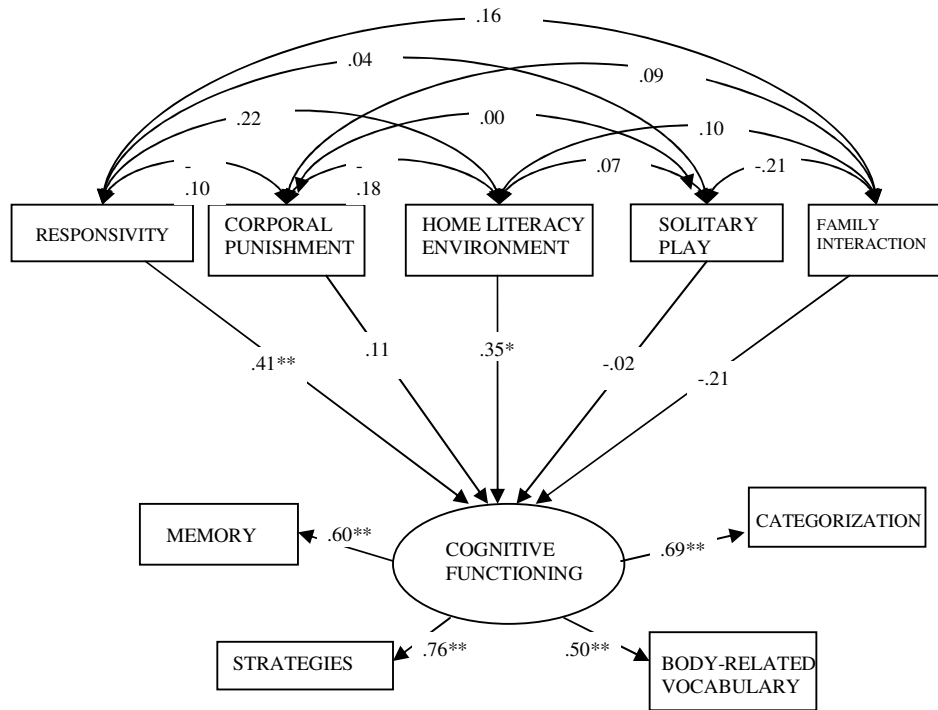 .16
.04
.09
.22
.00
.10
-
.10
-
.18
.07
-.21
RESPONSIVITY
CORPORAL
PUNISHMENT
HOME LITERACY
ENVIRONMENT
SOLITARY
PLAY
FAMILY
INTERACTION
.41**
.11
.35*
-.02
-.21
MEMORY
.60**
COGNITIVE
FUNCTIONING
.69**
CATEGORIZATION
STRATEGIES
.76**
.50**
BODY-RELATED
VOCABULARY